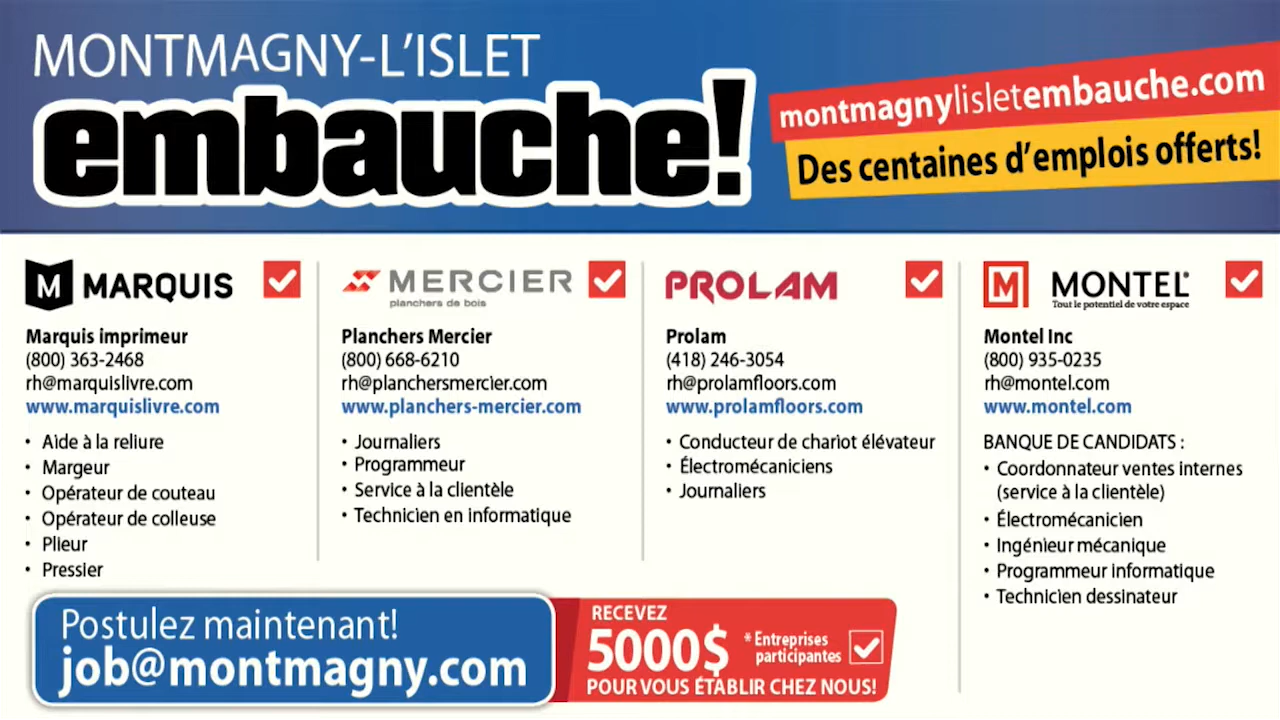 MONTMAGNY-L'ISLET
embauche!
montmagnylisletembauche.com
Des centaines d'emplois offerts!
M MARQUIS
Marquis imprimeur
(800) 363-2468
rh@marquislivre.com
www.marquislivre.com
• Aide à la reliure
• Margeur
• Opérateur de couteau
• Opérateur de colleuse
• Plieur
• Pressier
MERCIER
planchers de bois
Planchers Mercier
(800) 668-6210
rh@planchersmercier.com
www.planchers-mercier.com
• Journaliers
• Programmeur
• Service à la clientèle
• Technicien en informatique
PROLAM
Prolam
(418) 246-3054
rh@prolamfloors.com
www.prolamfloors.com
• Conducteur de chariot élévateur
• Électromécaniciens
• Journaliers
M MONTEL
Tout le potentiel de votre espace
Montel Inc
(800) 935-0235
rh@montel.com
www.montel.com
BANQUE DE CANDIDATS :
• Coordonnateur ventes internes
(service à la clientèle)
• Électromécanicien
• Ingénieur mécanique
• Programmeur informatique
• Technicien dessinateur
Postulez maintenant!
job@montmagny.com
RECEVEZ
5000$
* Entreprises
participantes
POUR VOUS ÉTABLIR CHEZ NOUS!